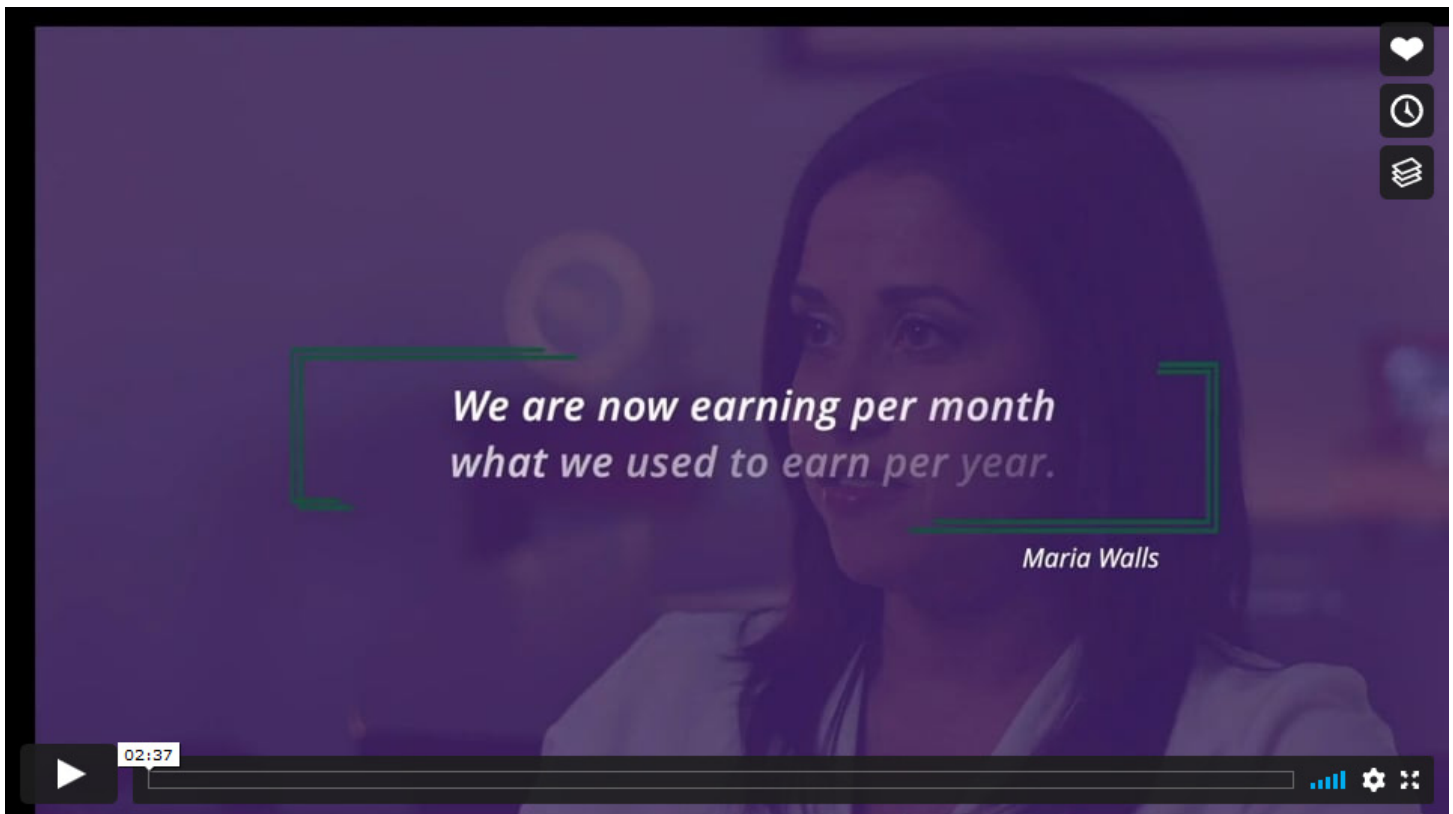 We are now earning per month
what we used to earn per year.
Maria Walls
02:37